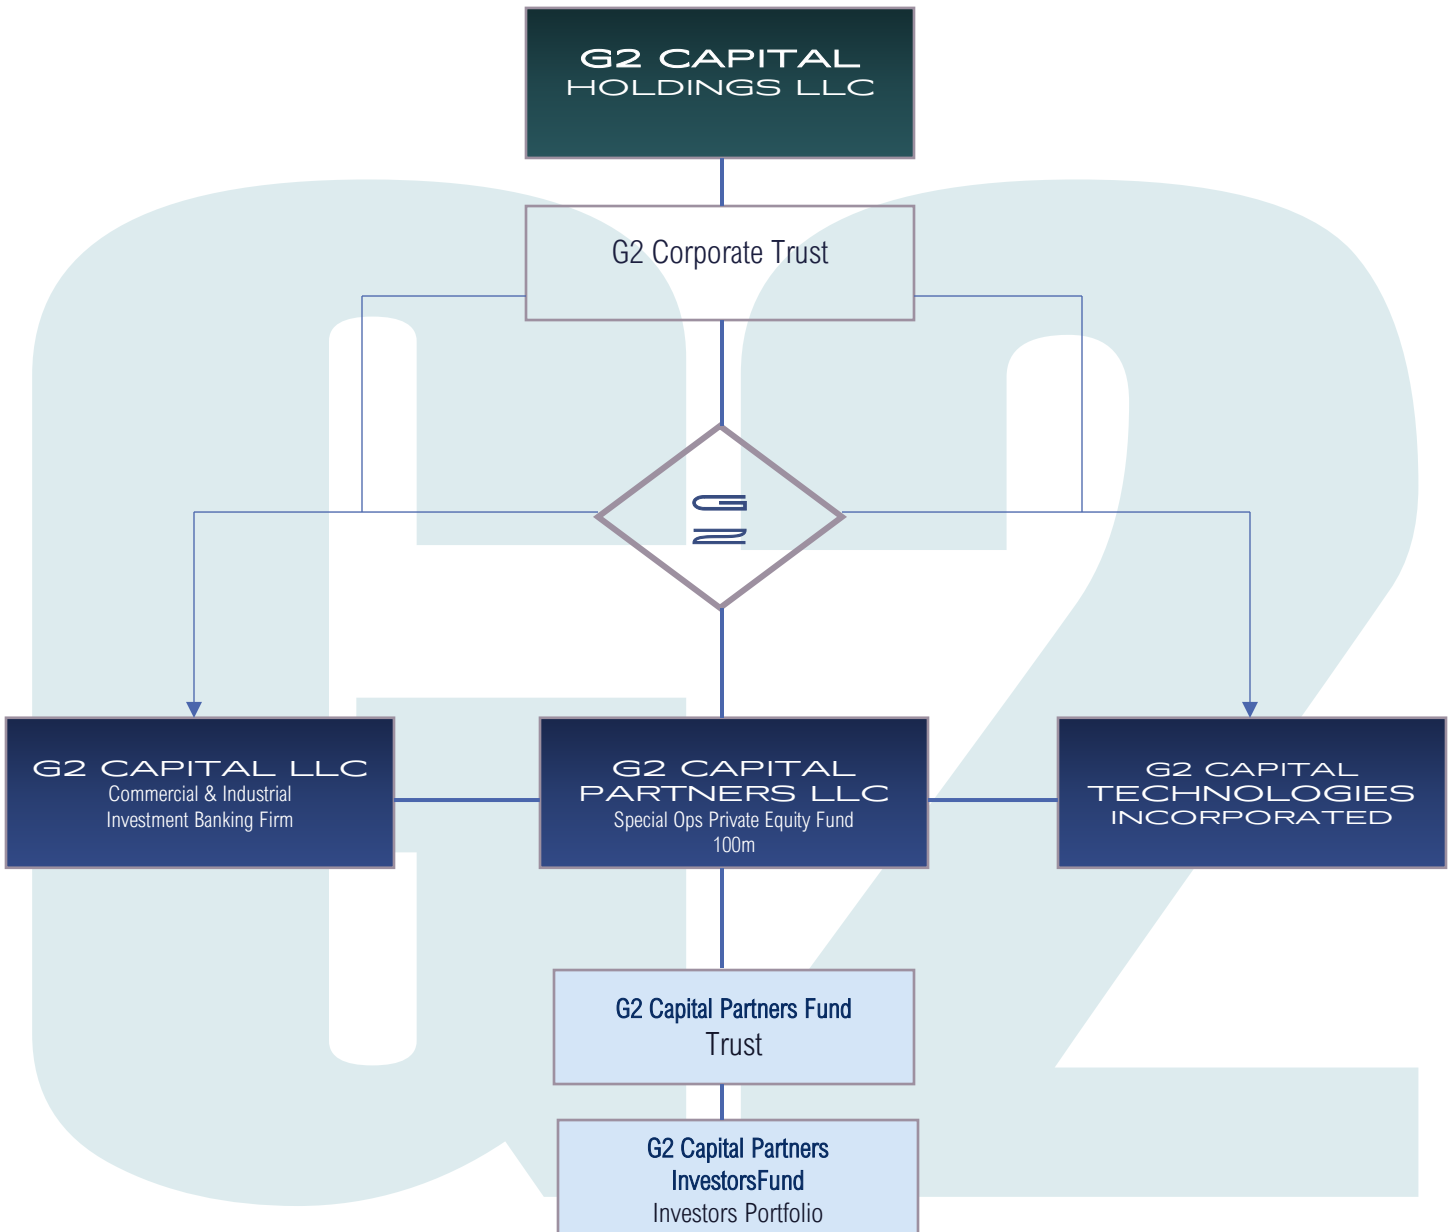 G2 CAPITAL
HOLDINGS LLC
G2 Corporate Trust
G
2
G2 CAPITAL LLC
Commercial & Industrial
Investment Banking Firm
G2 CAPITAL
PARTNERS LLC
Special Ops Private Equity Fund
100m
G2 CAPITAL
TECHNOLOGIES
INCORPORATED
G2 Capital Partners Fund
Trust
G2 Capital Partners
InvestorsFund
Investors Portfolio
G2